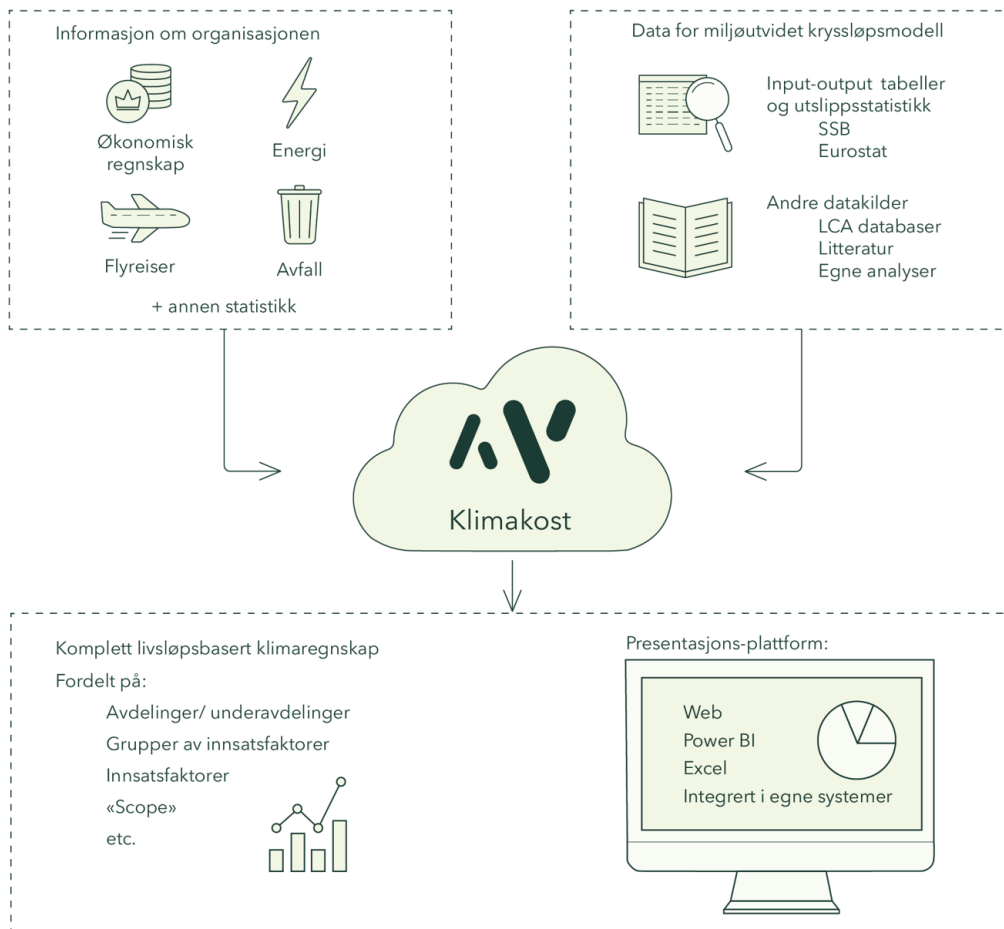 Informasjon om organisasjonen
Økonomisk
regnskap
Energi
Flyreiser
Avfall
+ annen statistikk
Data for miljøutvidet kryssløpsmodell
Input-output tabeller
og utslippsstatistikk
SSB
Eurostat
Andre datakilder
LCA databaser
Litteratur
Egne analyser
Klimakost
Komplett livsløpsbasert klimaregnskap
Fordelt på:
Avdelinger/ underavdelinger
Grupper av innsatsfaktorer
Innsatsfaktorer
«Scope»
etc.
Presentasjons-plattform:
Web
Power BI
Excel
Integrert i egne systemer